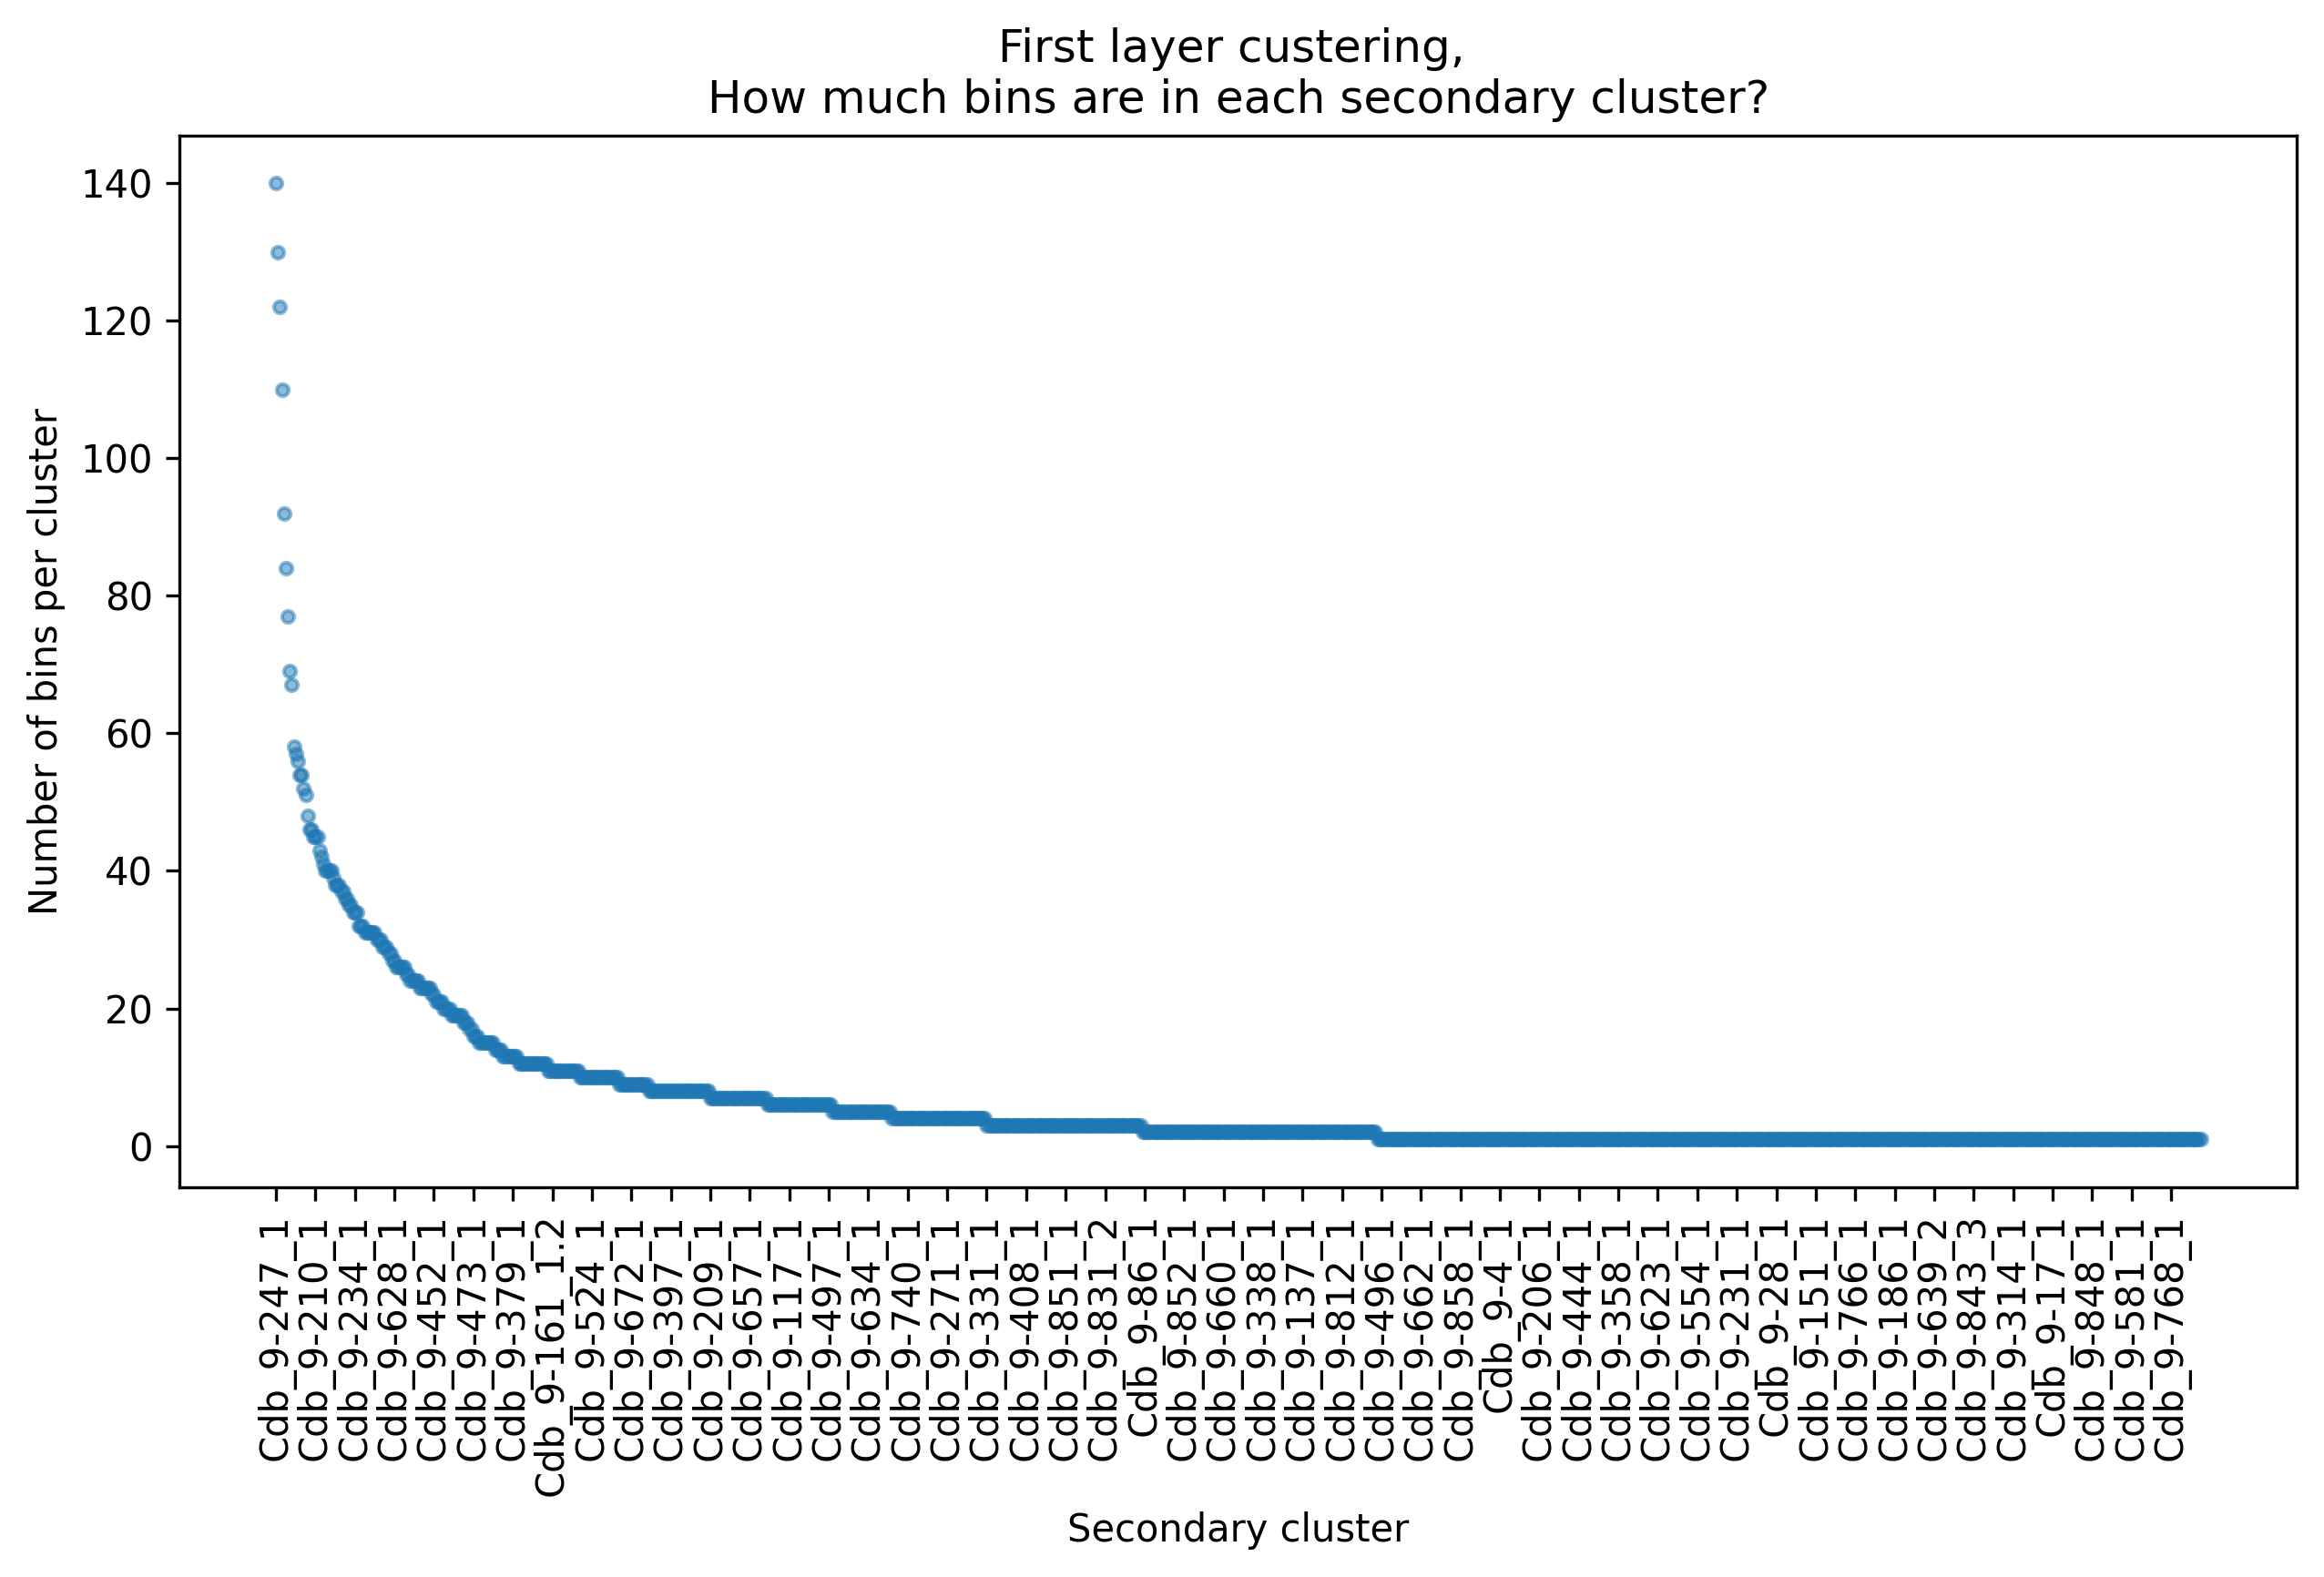 First layer custering,
How much bins are in each secondary cluster?
Number of bins per cluster
140
120
100
80
60
40
20
0
Cdb_9-247_1
Cdb_9-210_1
Cdb_9-234_1
Cdb_9-628_1
Cdb_9-452_1
Cdb_9-473_1
Cdb_9-379_1
Cdb_9-161_1.2
Cdb_9-524_1
Cdb_9-672_1
Cdb_9-397_1
Cdb_9-209_1
Cdb_9-657_1
Cdb_9-117_1
Cdb_9-497_1
Cdb_9-634_1
Cdb_9-740_1
Cdb_9-271_1
Cdb_9-331_1
Cdb_9-408_1
Cdb_9-851_1
Cdb_9-831_2
Cdb_9-86_1
Cdb_9-852_1
Cdb_9-660_1
Cdb_9-338_1
Cdb_9-137_1
Cdb_9-812_1
Cdb_9-496_1
Cdb_9-662_1
Cdb_9-858_1
Cdb_9-4_1
Cdb_9-206_1
Cdb_9-444_1
Cdb_9-358_1
Cdb_9-623_1
Cdb_9-554_1
Cdb_9-231_1
Cdb_9-28_1
Cdb_9-151_1
Cdb_9-766_1
Cdb_9-186_1
Cdb_9-639_2
Cdb_9-843_3
Cdb_9-314_1
Cdb_9-17_1
Cdb_9-848_1
Cdb_9-581_1
Cdb_9-768_1
Secondary cluster